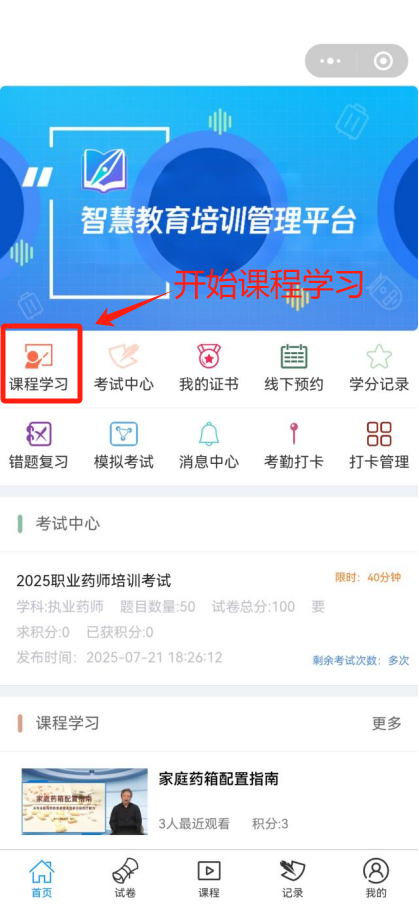 智慧教育培训管理平台
开始课程学习
课程学习
考试中心
我的证书
线下预约
学分记录
错题复习
模拟考试
消息中心
考勤打卡
打卡管理
考试中心
2025职业药师培训考试
限时：40分钟
学科:执业药师 题目数量:50 试卷总分:100 要
求积分:0 已获积分:0
发布时间：2025-07-21 18:26:12
剩余考试次数：多次
课程学习
更多
家庭药箱配置指南
家庭药箱配置指南
3人最近观看 积分:3
首页
试卷
课程
记录
我的